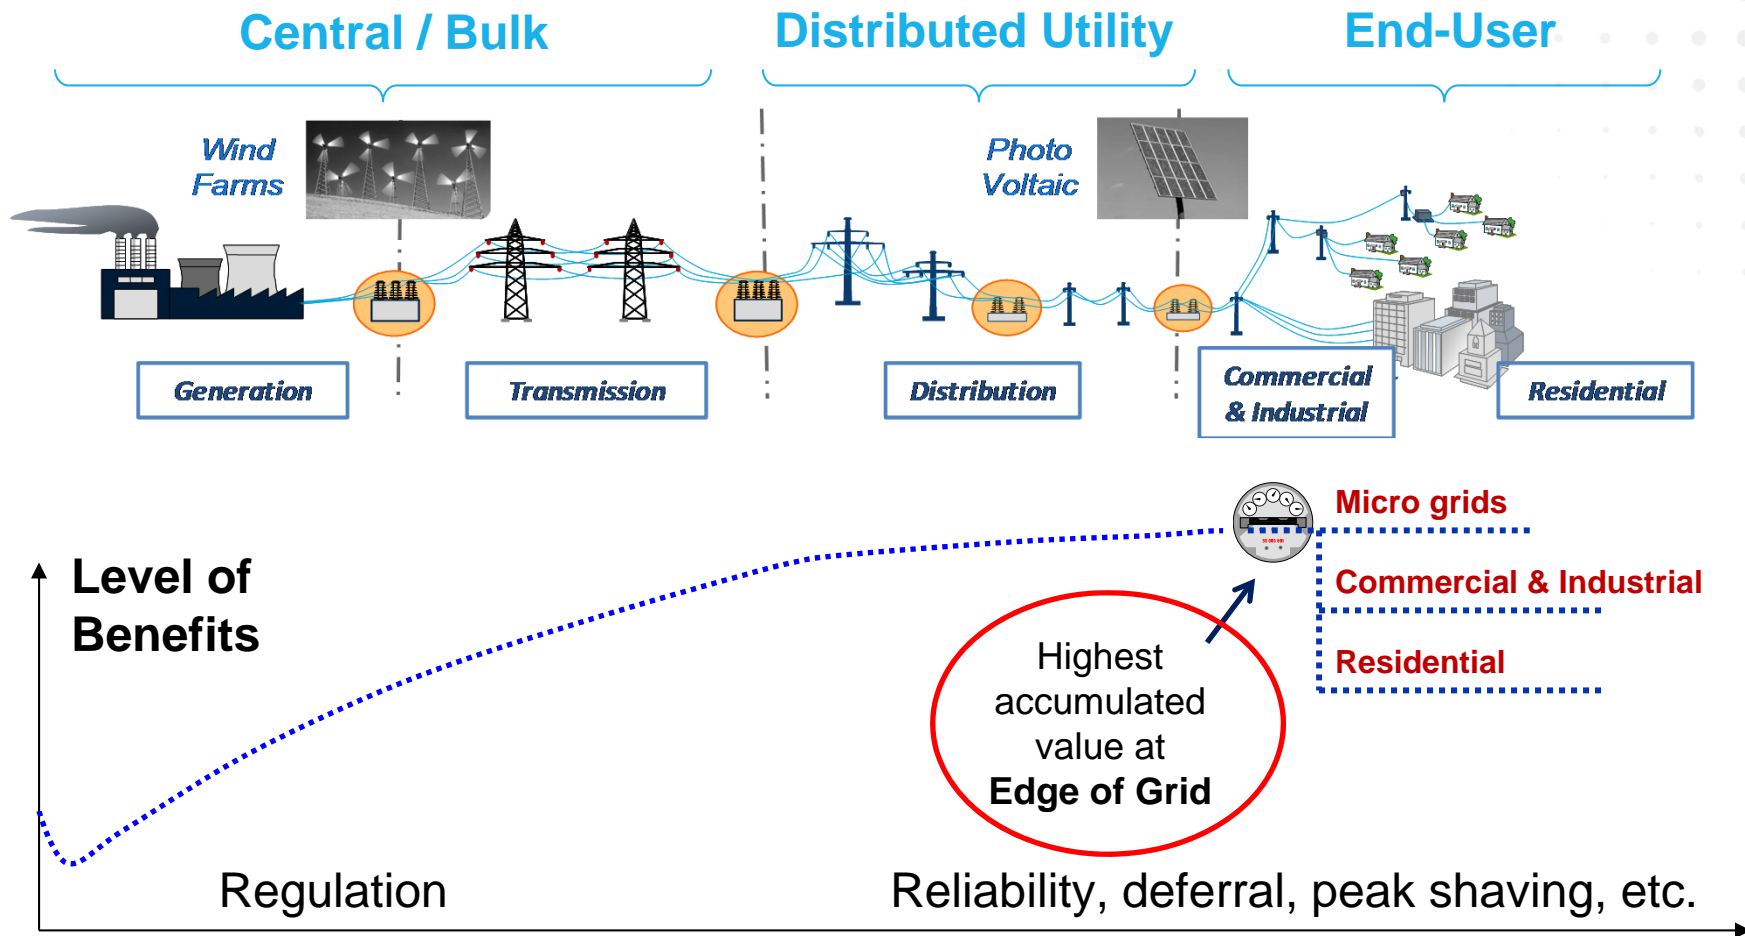 Central / Bulk
Distributed Utility
End-User
Wind
Farms
Photo
Voltaic
Generation
Transmission
Distribution
Commercial
& Industrial
Residential
Micro grids
Level of
Benefits
Commercial & Industrial
Residential
Highest
accumulated
value at
Edge of Grid
Regulation
Reliability, deferral, peak shaving, etc.